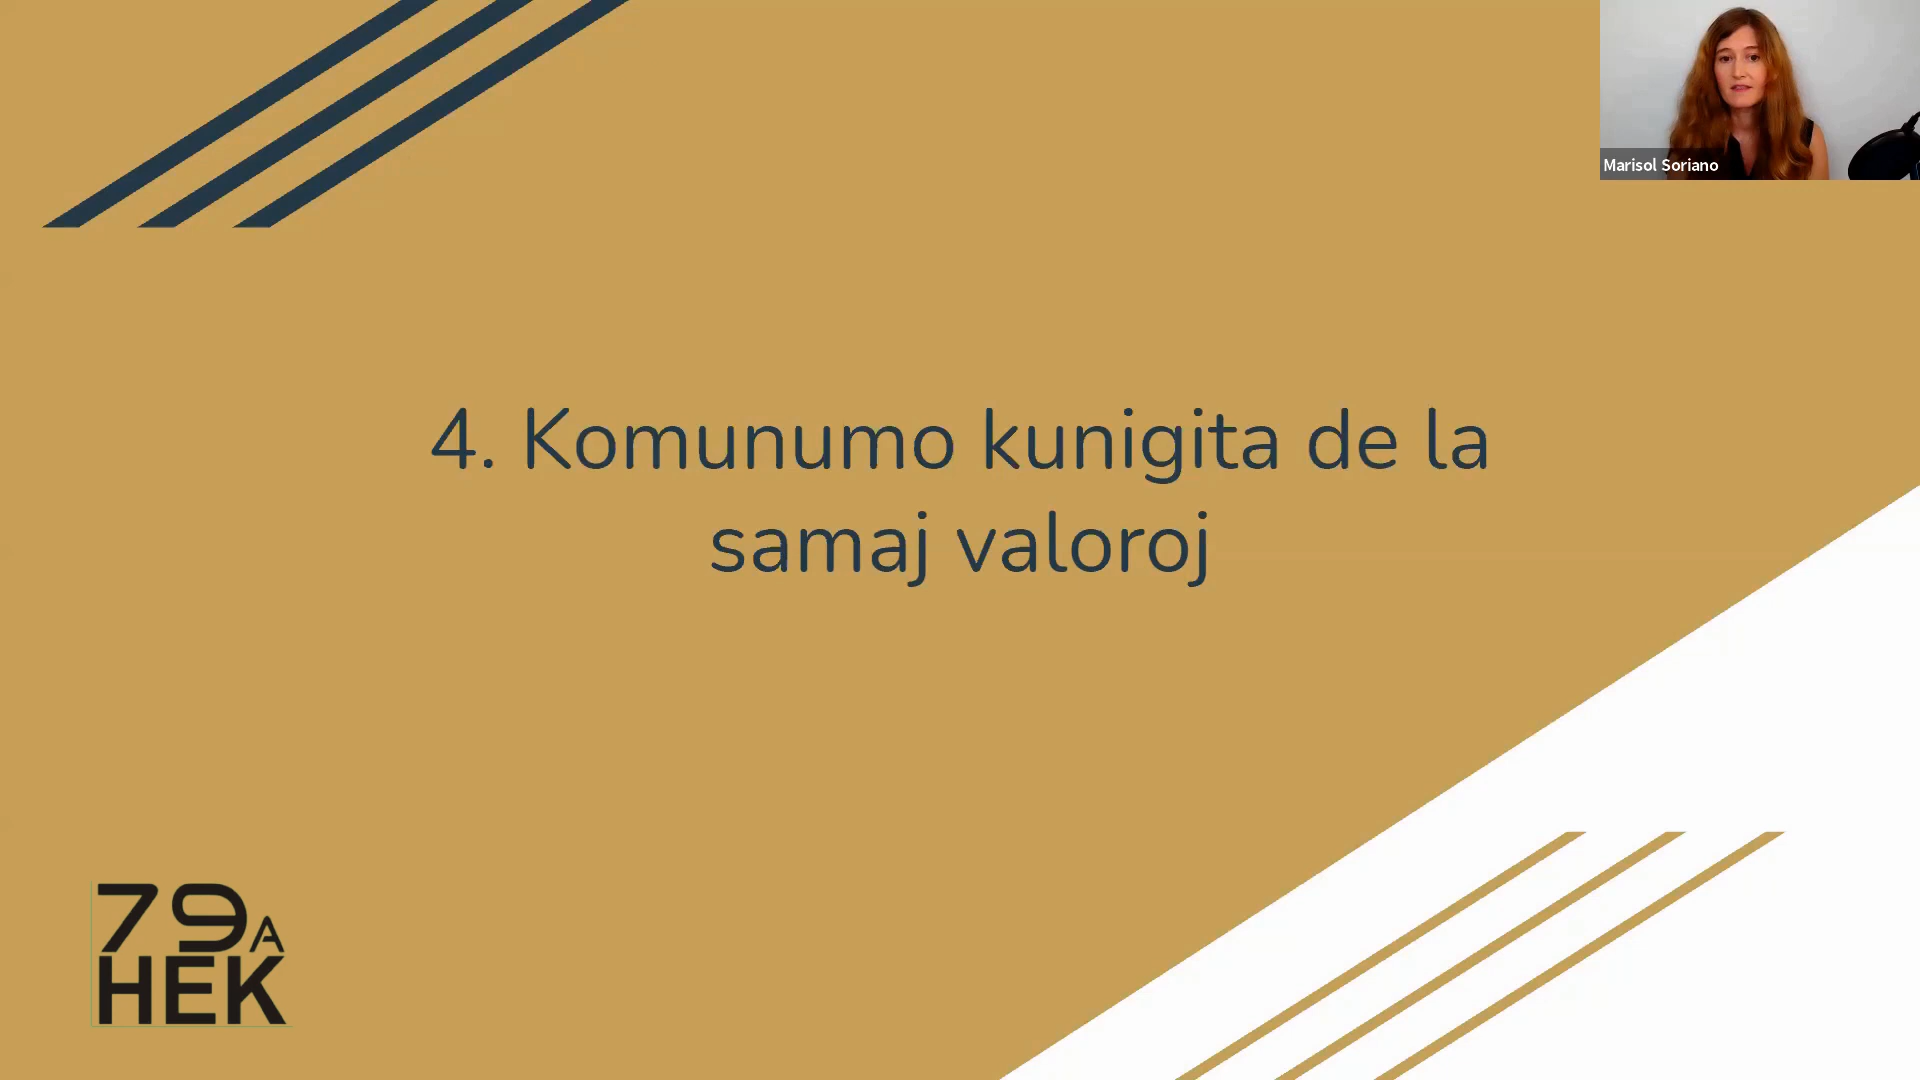 Marisol Soriano
4. Komunumo kunigita de la
samaj valoroj
79A
HEK